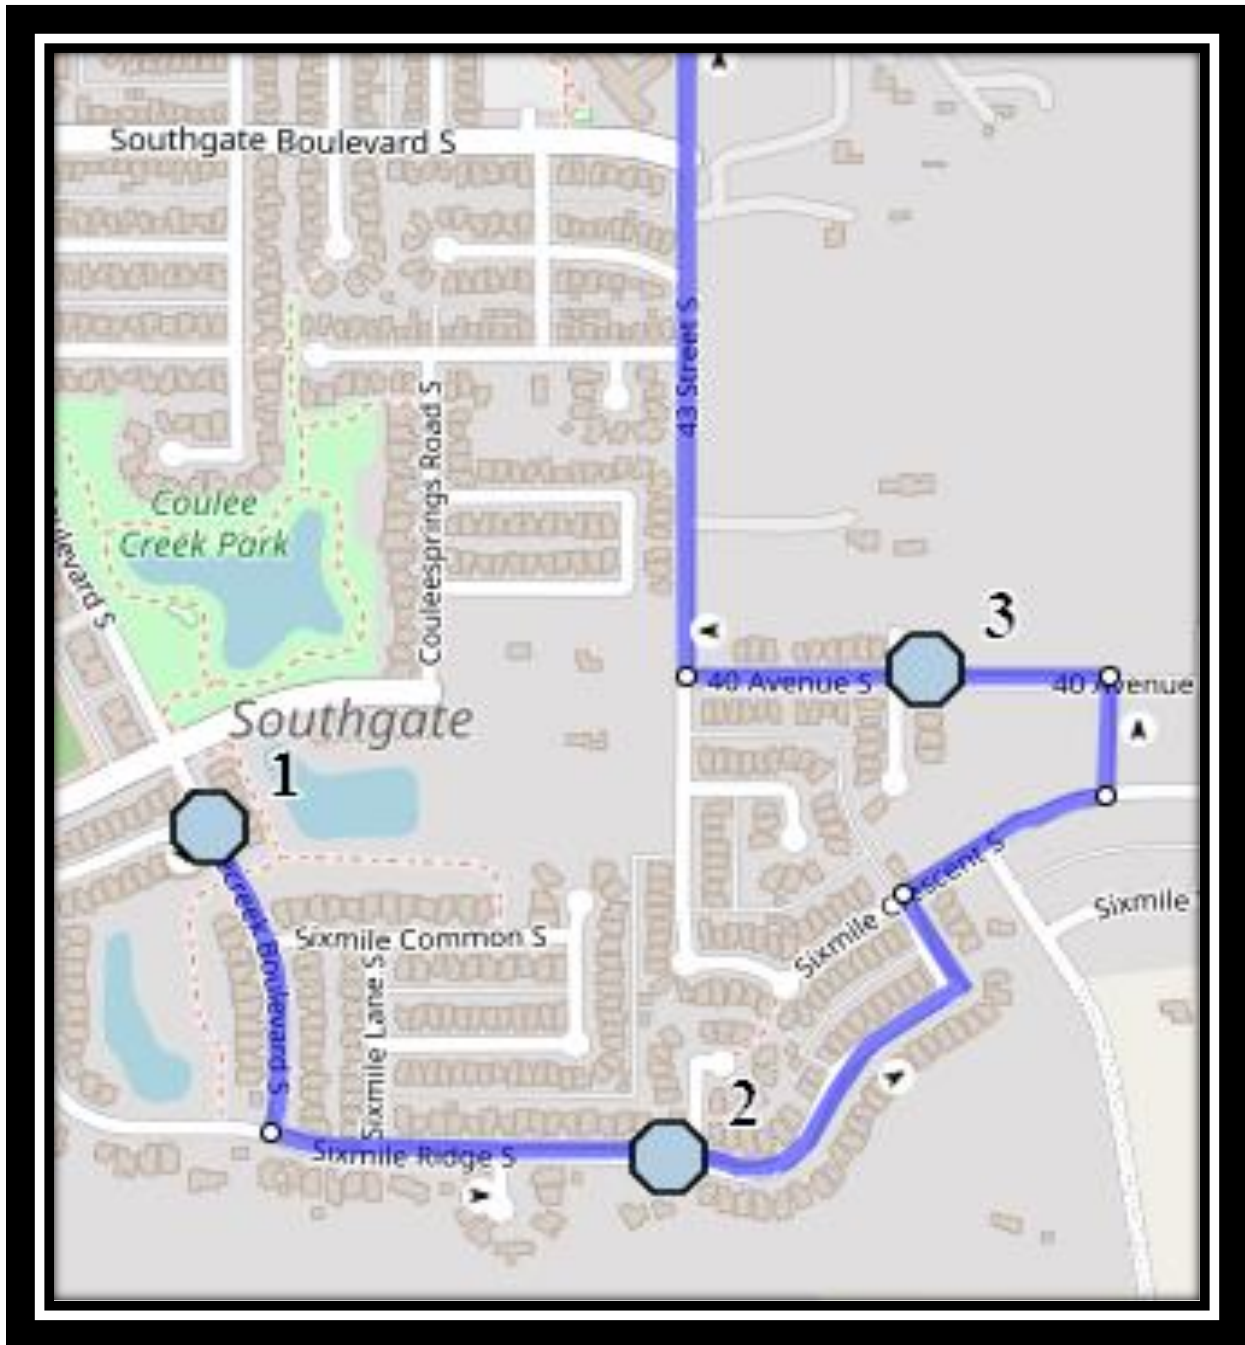 Southgate Boulevard S
43 Street S
Couleesprings Road S
Coulee
Creek Park
levard S
3
40 Avenue S
40 Avenue
Southgate
1
creek Boulevard S
Sixmile Crescent S
Sixmile
Sixmile Common S
Sixmile Lane S
2
Sixmile Ridge S